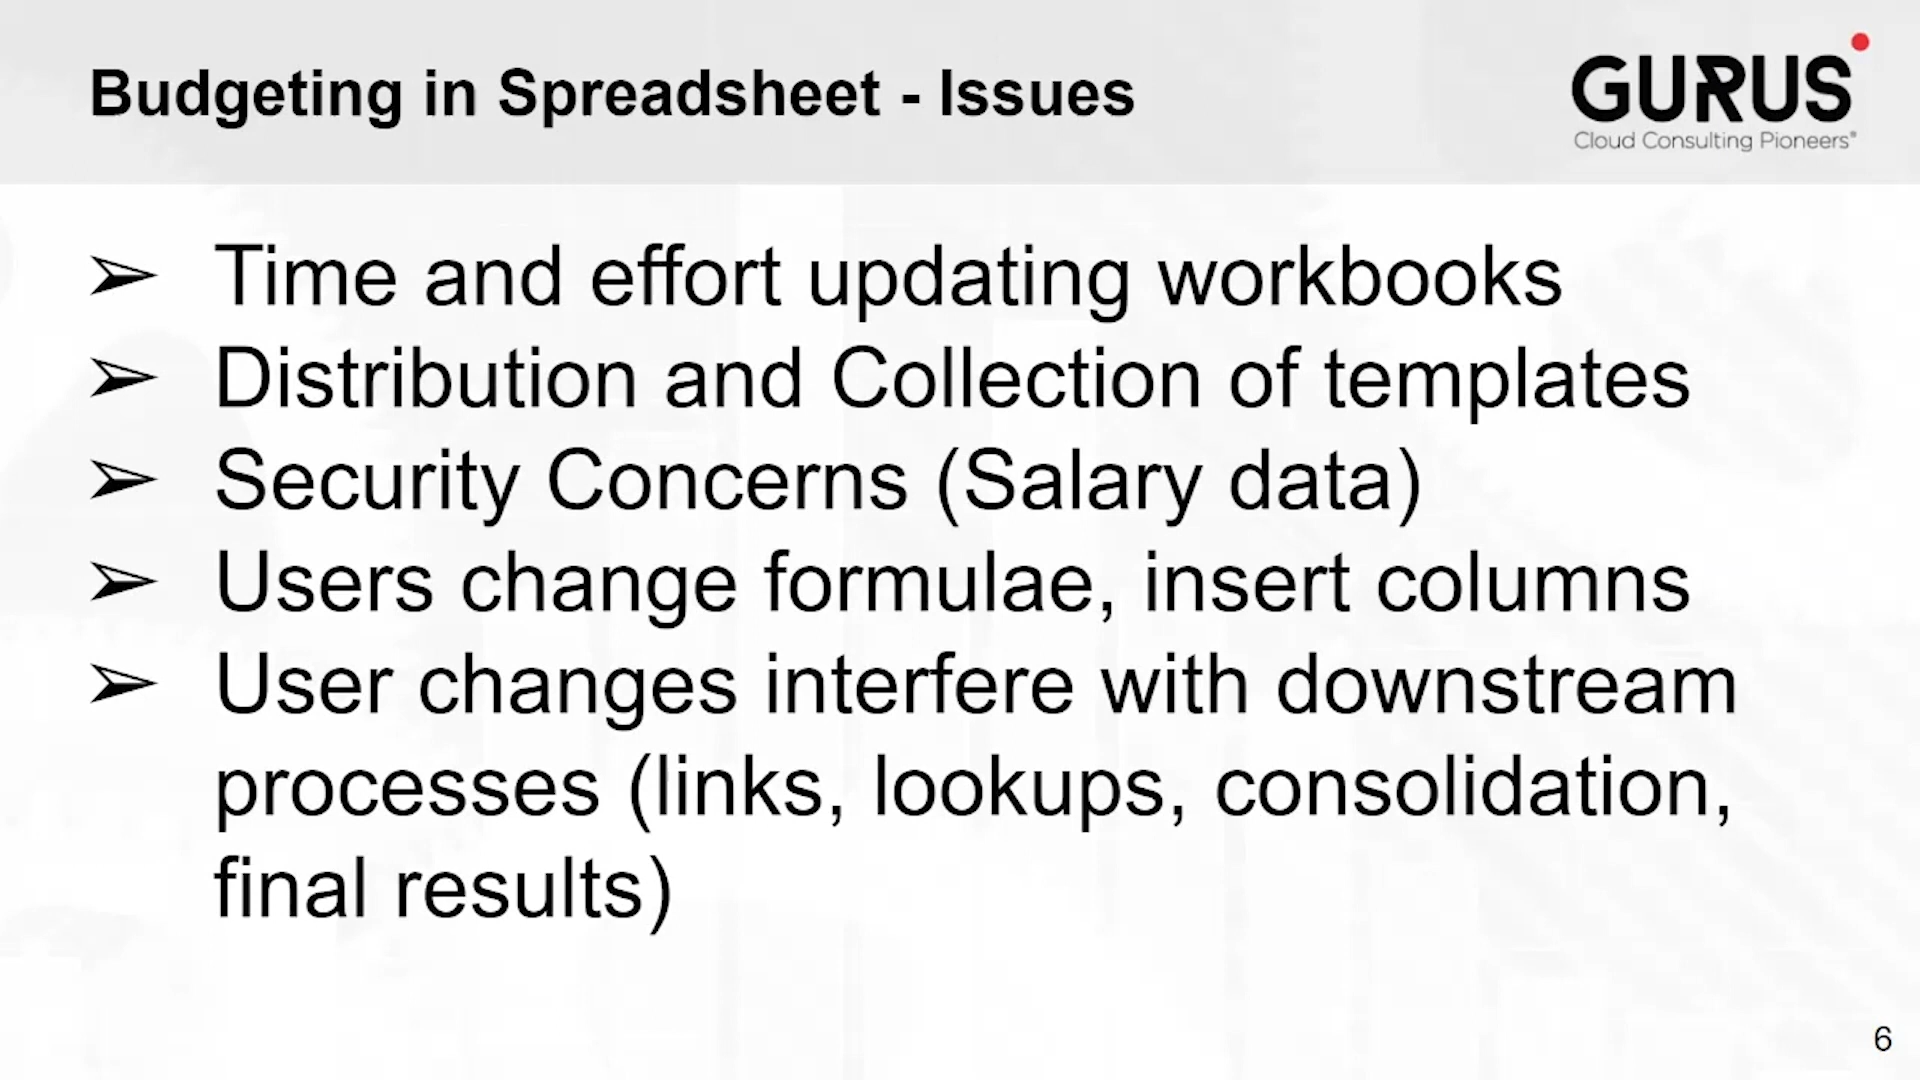 Budgeting in Spreadsheet - Issues
GURUS
Cloud Consulting Pioneers®
➢ Time and effort updating workbooks
➢ Distribution and Collection of templates
➢ Security Concerns (Salary data)
➢ Users change formulae, insert columns
➢ User changes interfere with downstream
processes (links, lookups, consolidation,
final results)
6